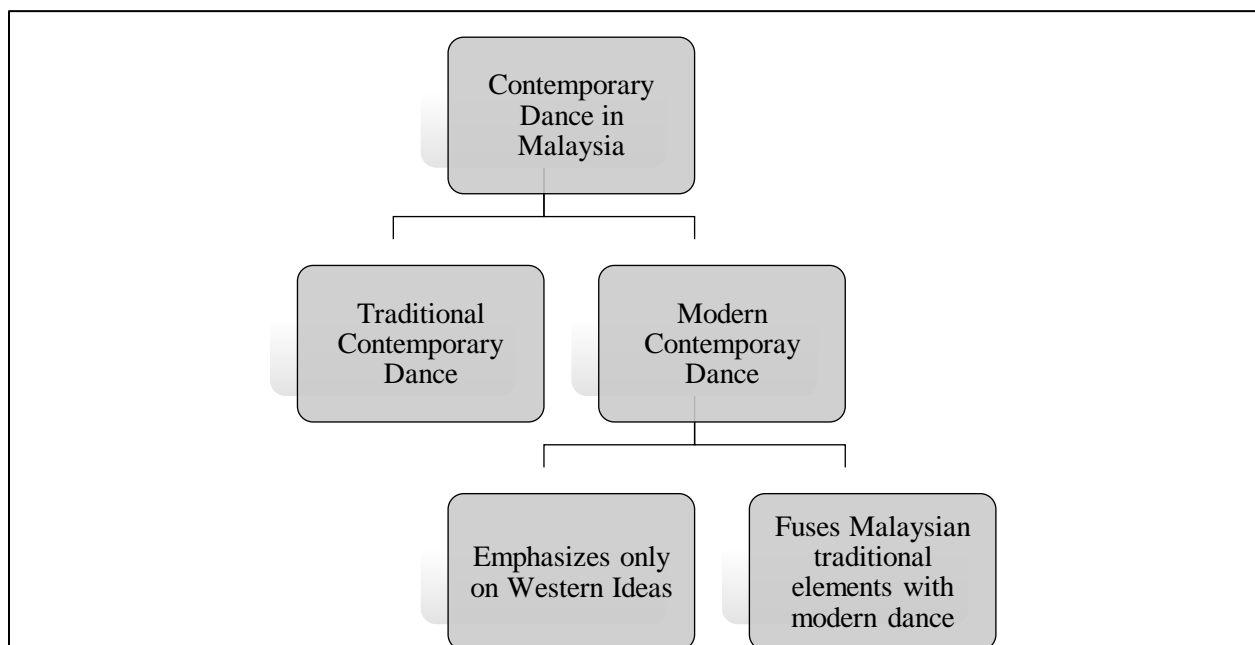 Contemporary
Dance in
Malaysia
Traditional
Contemporary
Dance
Modern
Contemporay
Dance
Emphasizes only
on Western Ideas
Fuses Malaysian
traditional
elements with
modern dance